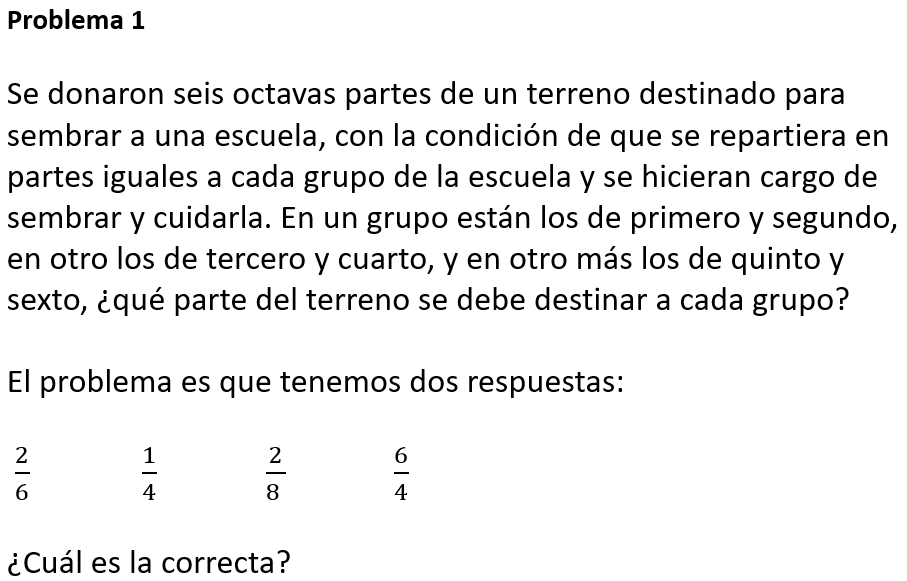 Problema 1
Se donaron seis octavas partes de un terreno destinado para
sembrar a una escuela, con la condición de que se repartiera en
partes iguales a cada grupo de la escuela y se hicieran cargo de
sembrar y cuidarla. En un grupo están los de primero y segundo,
en otro los de tercero y cuarto, y en otro más los de quinto y
sexto, ¿qué parte del terreno se debe destinar a cada grupo?
El problema es que tenemos dos respuestas:
2/6 1/4 2/8 6/4
¿Cuál es la correcta?